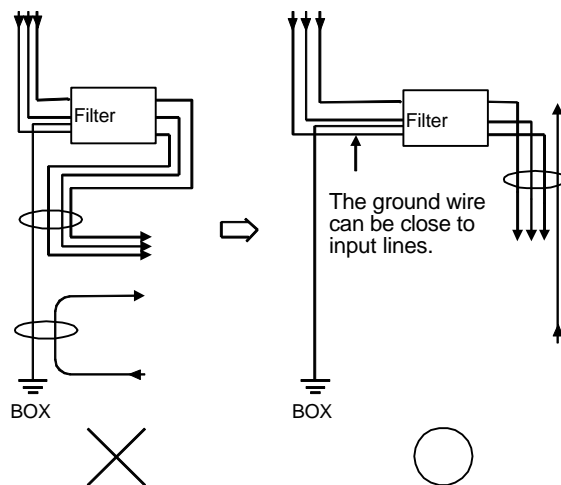 Filter
Filter
The ground wire
can be close to
input lines.
BOX
BOX